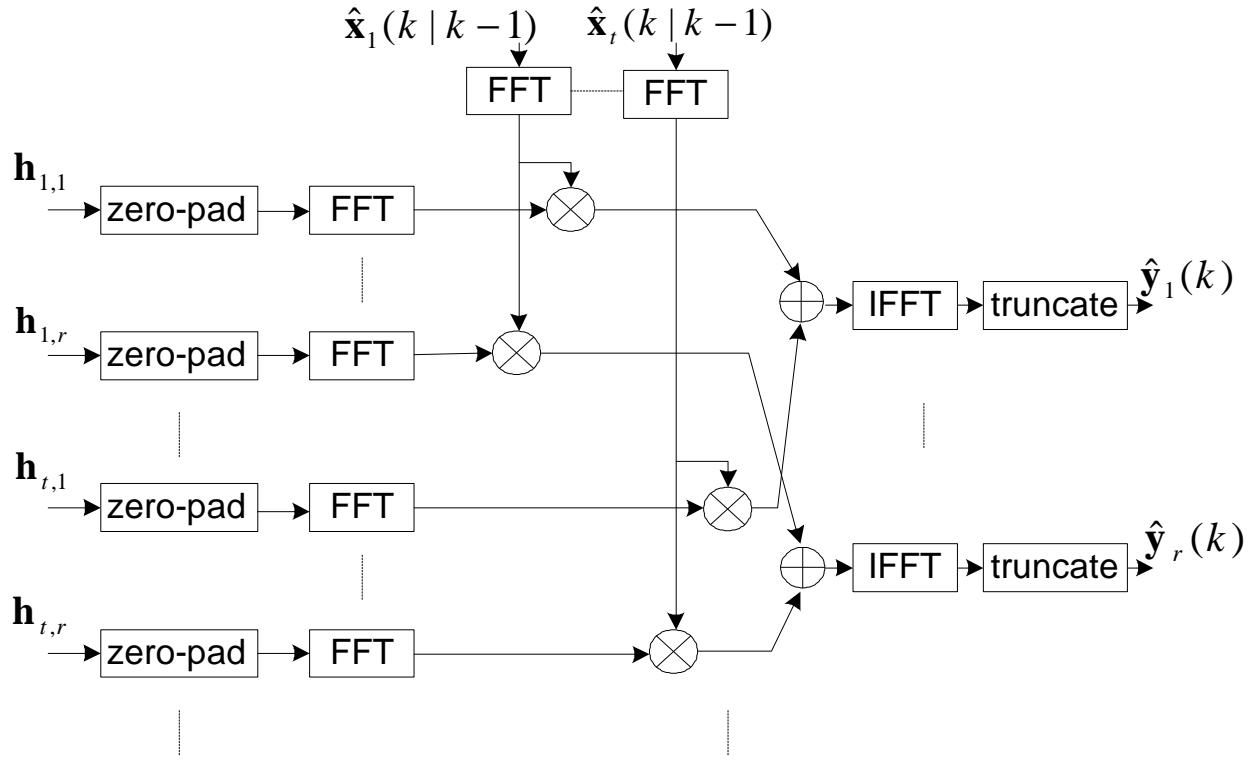 x̂₁(k | k − 1) x̂ₜ(k | k − 1)
FFT FFT
h₁,₁
zero-pad FFT
ŷ₁(k)
IFFT truncate
h₁,ᵣ
zero-pad FFT
hₜ,₁
zero-pad FFT
ŷᵣ(k)
IFFT truncate
hₜ,ᵣ
zero-pad FFT